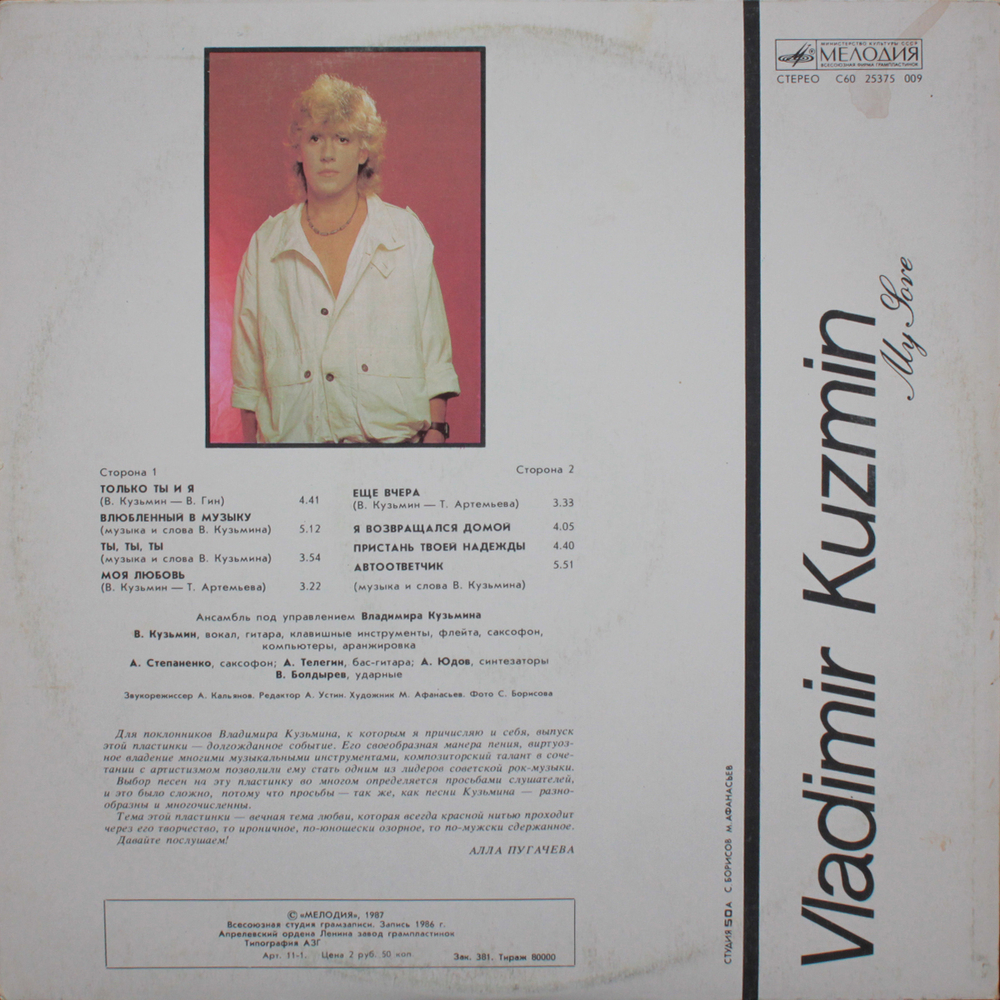 МИНИСТЕРСТВО КУЛЬТУРЫ СССР
МЕЛОДИЯ
ВСЕСОЮЗНАЯ ФИРМА ГРАМПЛАСТИНОК
СТЕРЕО С60 25375 009
Vladimir Kuzmin
My Love
Сторона 1
ТОЛЬКО ТЫ И Я
(В. Кузьмин — В. Гин) 4.41
ВЛЮБЛЕННЫЙ В МУЗЫКУ
(музыка и слова В. Кузьмина) 5.12
ТЫ, ТЫ, ТЫ
(музыка и слова В. Кузьмина) 3.54
МОЯ ЛЮБОВЬ
(В. Кузьмин — Т. Артемьева) 3.22
Сторона 2
ЕЩЕ ВЧЕРА
(В. Кузьмин — Т. Артемьева) 3.33
Я ВОЗВРАЩАЛСЯ ДОМОЙ 4.05
ПРИСТАНЬ ТВОЕЙ НАДЕЖДЫ 4.40
АВТООТВЕТЧИК 5.51
(музыка и слова В. Кузьмина)
Ансамбль под управлением Владимира Кузьмина
В. Кузьмин, вокал, гитара, клавишные инструменты, флейта, саксофон,
компьютеры, аранжировка
А. Степаненко, саксофон; А. Телегин, бас-гитара; А. Юдов, синтезаторы
В. Болдырев, ударные
Звукорежиссер А. Кальянов. Редактор А. Устин. Художник М. Афанасьев. Фото С. Борисова
Для поклонников Владимира Кузьмина, к которым я причисляю и себя, выпуск
этой пластинки — долгожданное событие. Его своеобразная манера пения, виртуоз-
ное владение многими музыкальными инструментами, композиторский талант в соче-
тании с артистизмом позволили ему стать одним из лидеров советской рок-музыки.
Выбор песен на эту пластинку во многом определяется просьбами слушателей,
и это было сложно, потому что просьбы — так же, как песни Кузьмина — разно-
образны и многочисленны.
Тема этой пластинки — вечная тема любви, которая всегда красной нитью проходит
через его творчество, то ироничное, по-юношески озорное, то по-мужски сдержанное.
Давайте послушаем!
АЛЛА ПУГАЧЕВА
© «МЕЛОДИЯ», 1987
Всесоюзная студия грамзаписи. Запись 1986 г.
Апрелевский ордена Ленина завод грампластинок
Типография АЗГ
Арт. 11-1. Цена 2 руб. 50 коп. Зак. 381. Тираж 80000
СТУДИЯ 50А С. БОРИСОВ М. АФАНАСЬЕВ